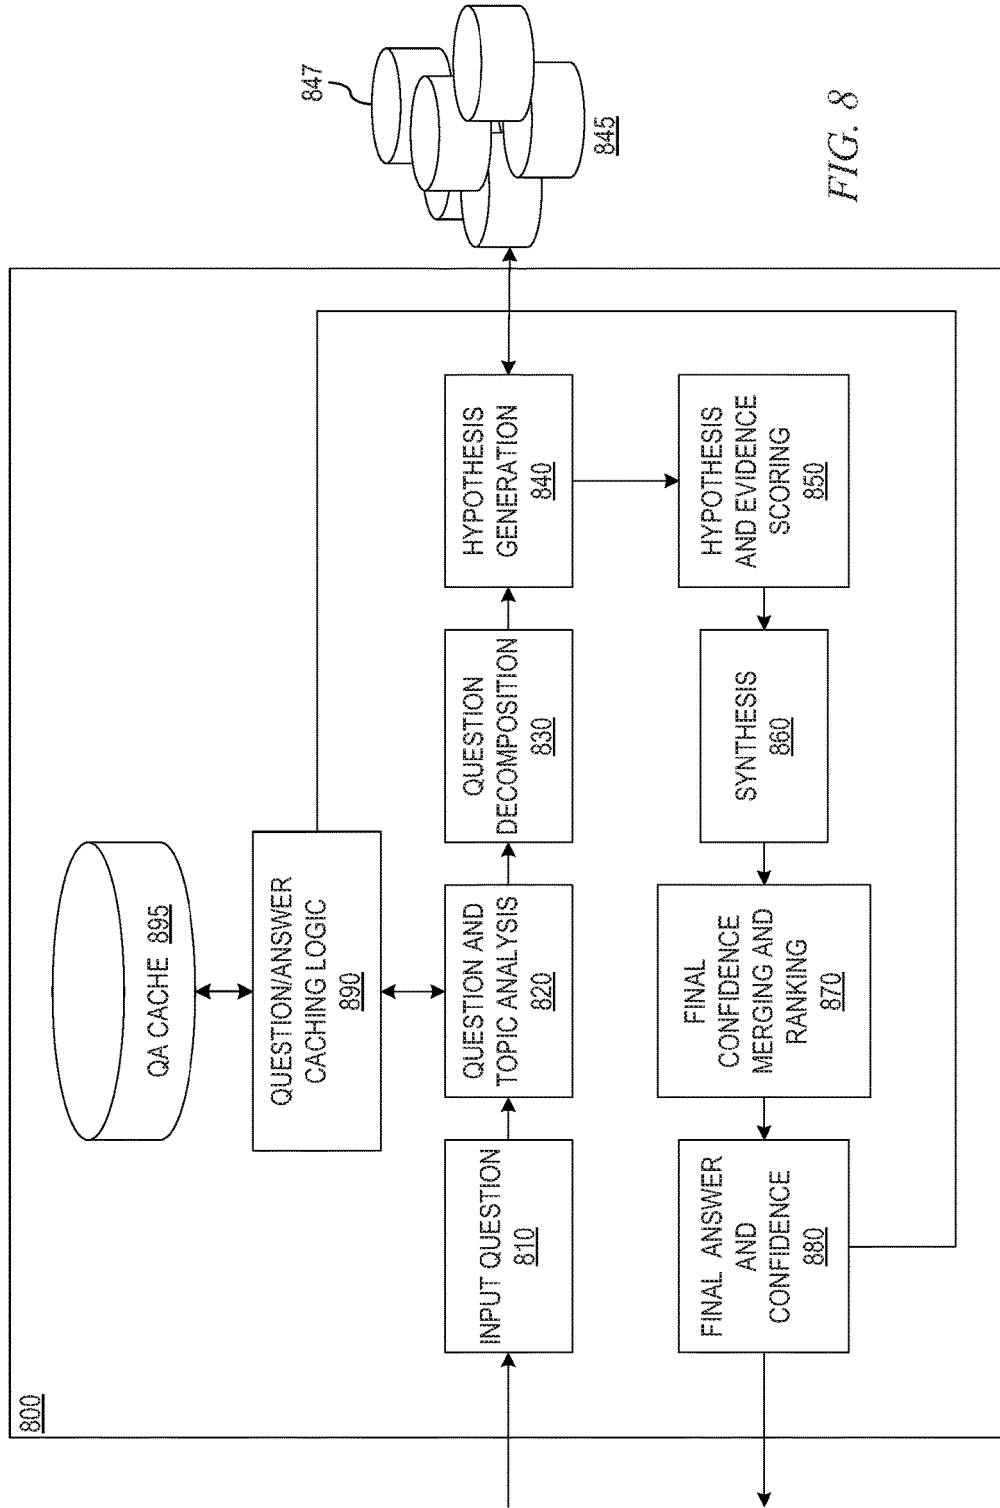 800
QA CACHE 895
QUESTION/ANSWER
CACHING LOGIC
890
847
845
INPUT QUESTION
810
QUESTION AND
TOPIC ANALYSIS
820
QUESTION
DECOMPOSITION
830
HYPOTHESIS
GENERATION
840
FINAL ANSWER
AND
CONFIDENCE
880
FINAL
CONFIDENCE
MERGING AND
RANKING
870
SYNTHESIS
860
HYPOTHESIS
AND EVIDENCE
SCORING
850
FIG. 8